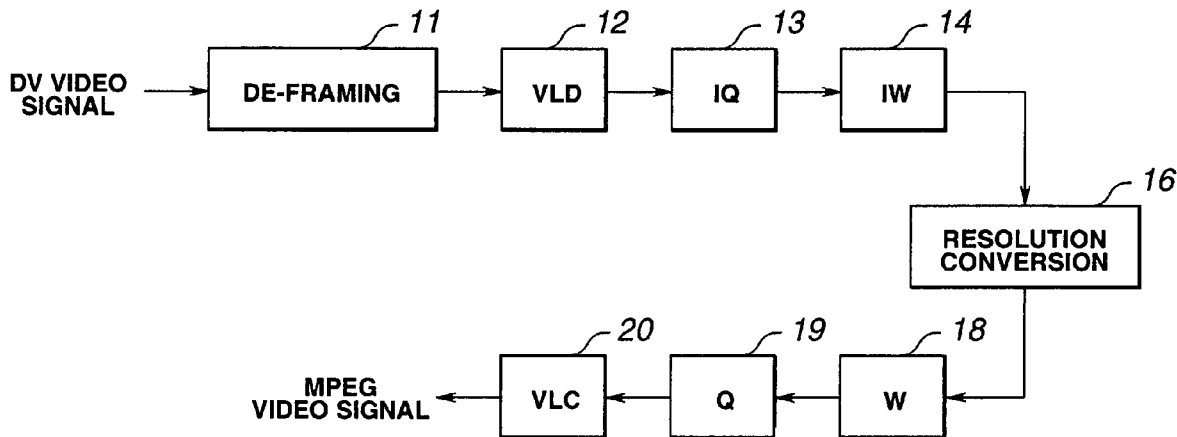 11
12
13
14
DV VIDEO
SIGNAL
DE-FRAMING
VLD
IQ
IW
16
RESOLUTION
CONVERSION
20
19
18
MPEG
VIDEO SIGNAL
VLC
Q
W